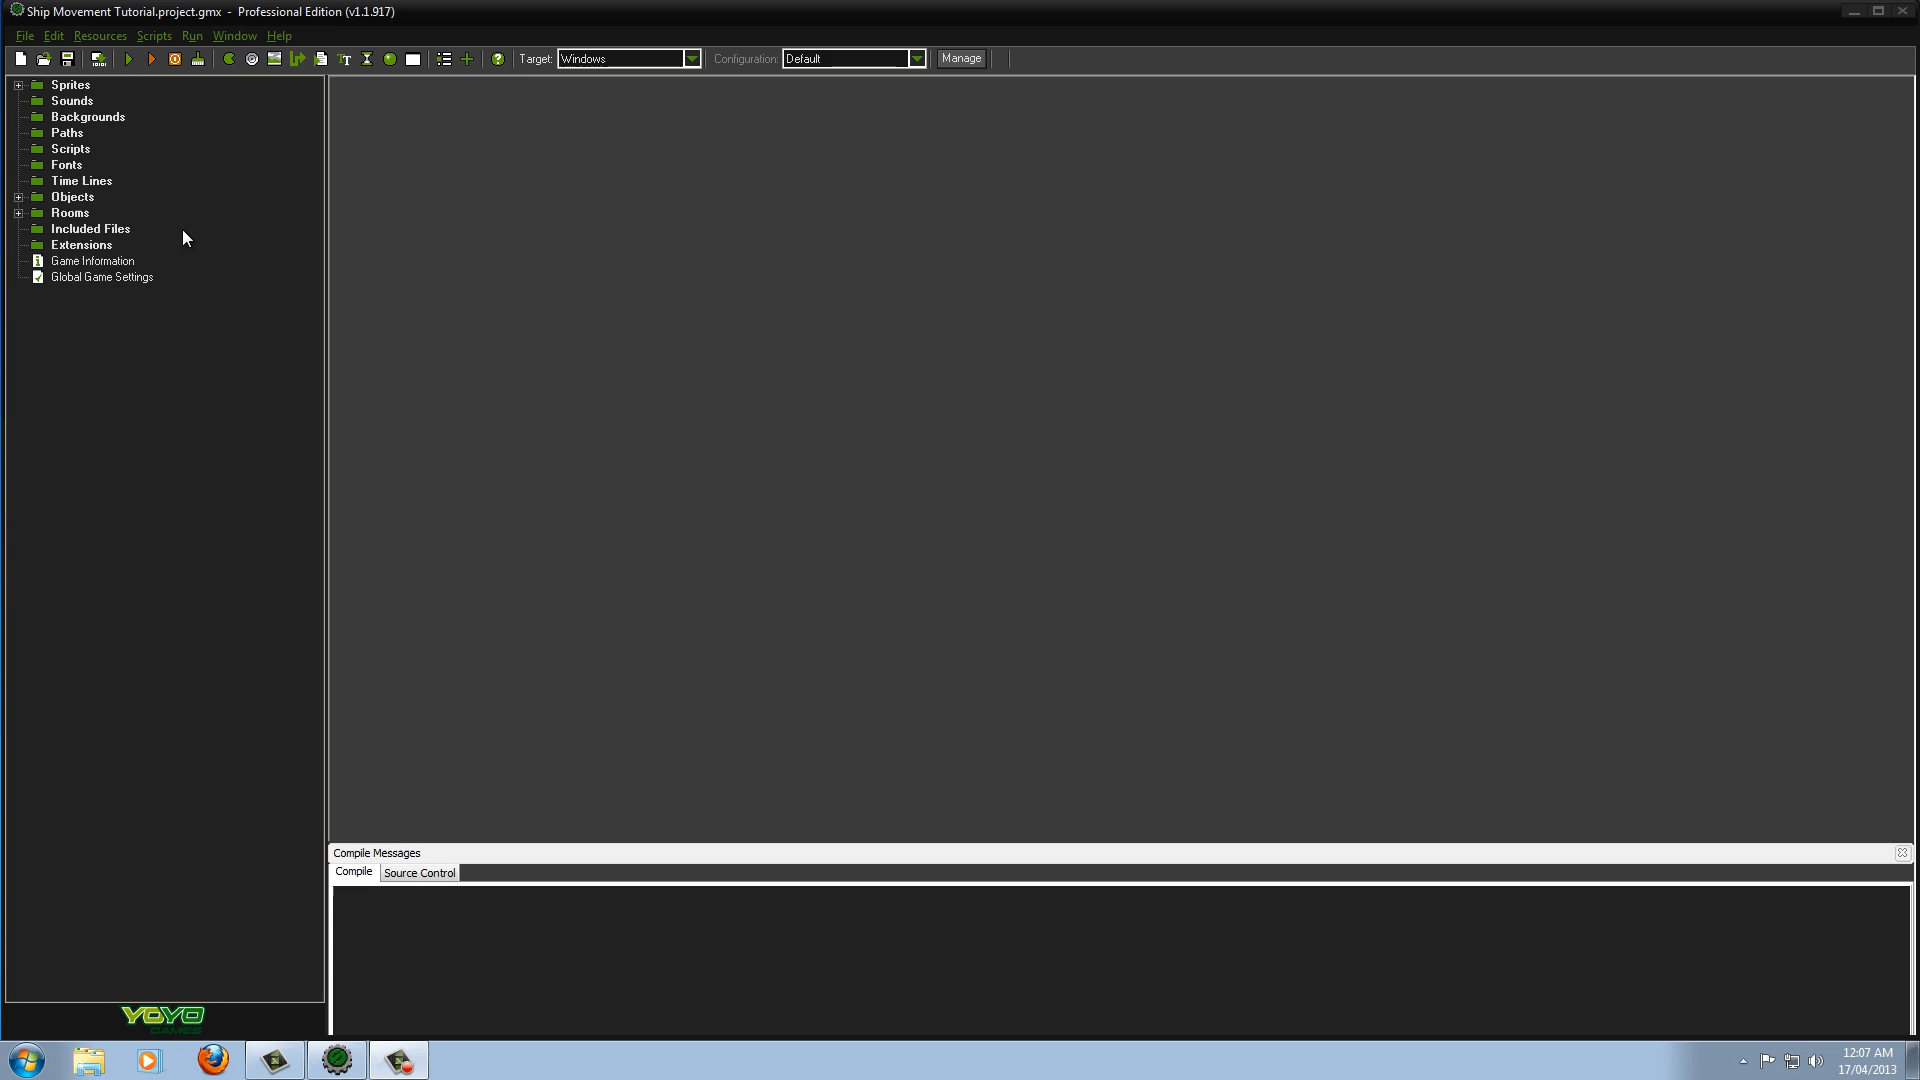 Ship Movement Tutorial.project.gmx - Professional Edition (v1.1.917)
File Edit Resources Scripts Run Window Help
Target: Windows Configuration: Default Manage
Sprites
Sounds
Backgrounds
Paths
Scripts
Fonts
Time Lines
Objects
Rooms
Included Files
Extensions
Game Information
Global Game Settings
Compile Messages
Compile Source Control
YOYO
GAMES
12:07 AM
17/04/2013